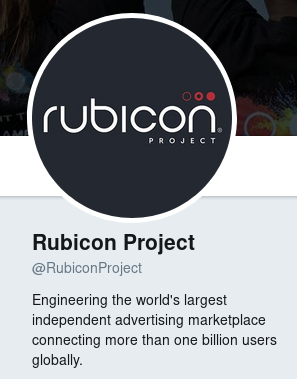 rubicon
PROJECT
Rubicon Project
@RubiconProject
Engineering the world's largest
independent advertising marketplace
connecting more than one billion users
globally.